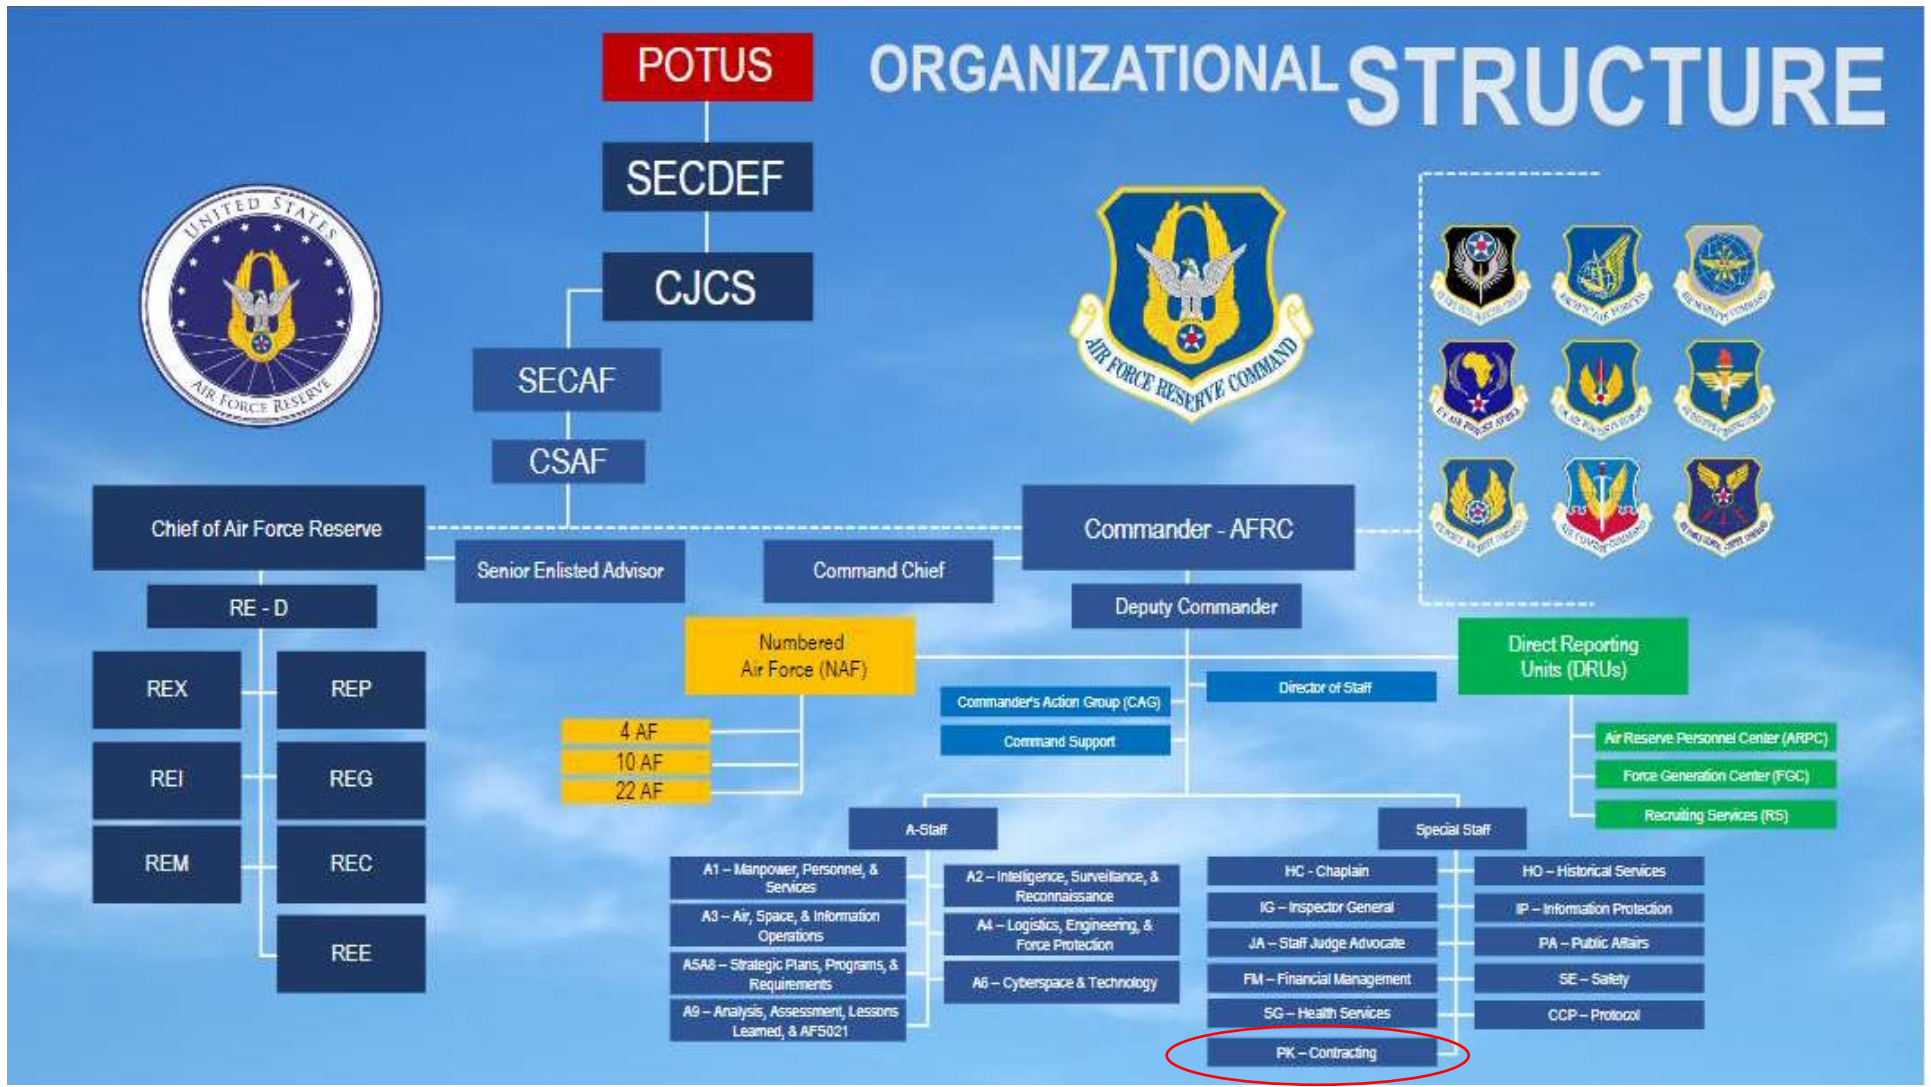 POTUS
ORGANIZATIONAL STRUCTURE
SECDEF
CJCS
UNITED STATES
AIR FORCE RESERVE
AIR FORCE RESERVE COMMAND
PACIFIC AIR FORCES
AIR COMBAT COMMAND
SECAF
CSAF
Chief of Air Force Reserve
Commander - AFRC
Senior Enlisted Advisor
Command Chief
RE - D
Deputy Commander
Numbered
Air Force (NAF)
Direct Reporting
Units (DRUs)
REX
REP
Commander's Action Group (CAG)
Director of Staff
Command Support
4 AF
10 AF
22 AF
Air Reserve Personnel Center (ARPC)
Force Generation Center (FGC)
Recruiting Services (RS)
REI
REG
REM
REC
REE
A-Staff
Special Staff
A1 – Manpower, Personnel, &
Services
A2 – Intelligence, Surveillance, &
Reconnaissance
A3 – Air, Space, & Information
Operations
A4 – Logistics, Engineering, &
Force Protection
A5A8 – Strategic Plans, Programs, &
Requirements
A6 – Cyberspace & Technology
A9 – Analysis, Assessment, Lessons
Learned, & AFS021
HC - Chaplain
HO – Historical Services
IG – Inspector General
IP – Information Protection
JA – Staff Judge Advocate
PA – Public Affairs
FM – Financial Management
SE – Safety
SG – Health Services
CCP – Protocol
PK – Contracting